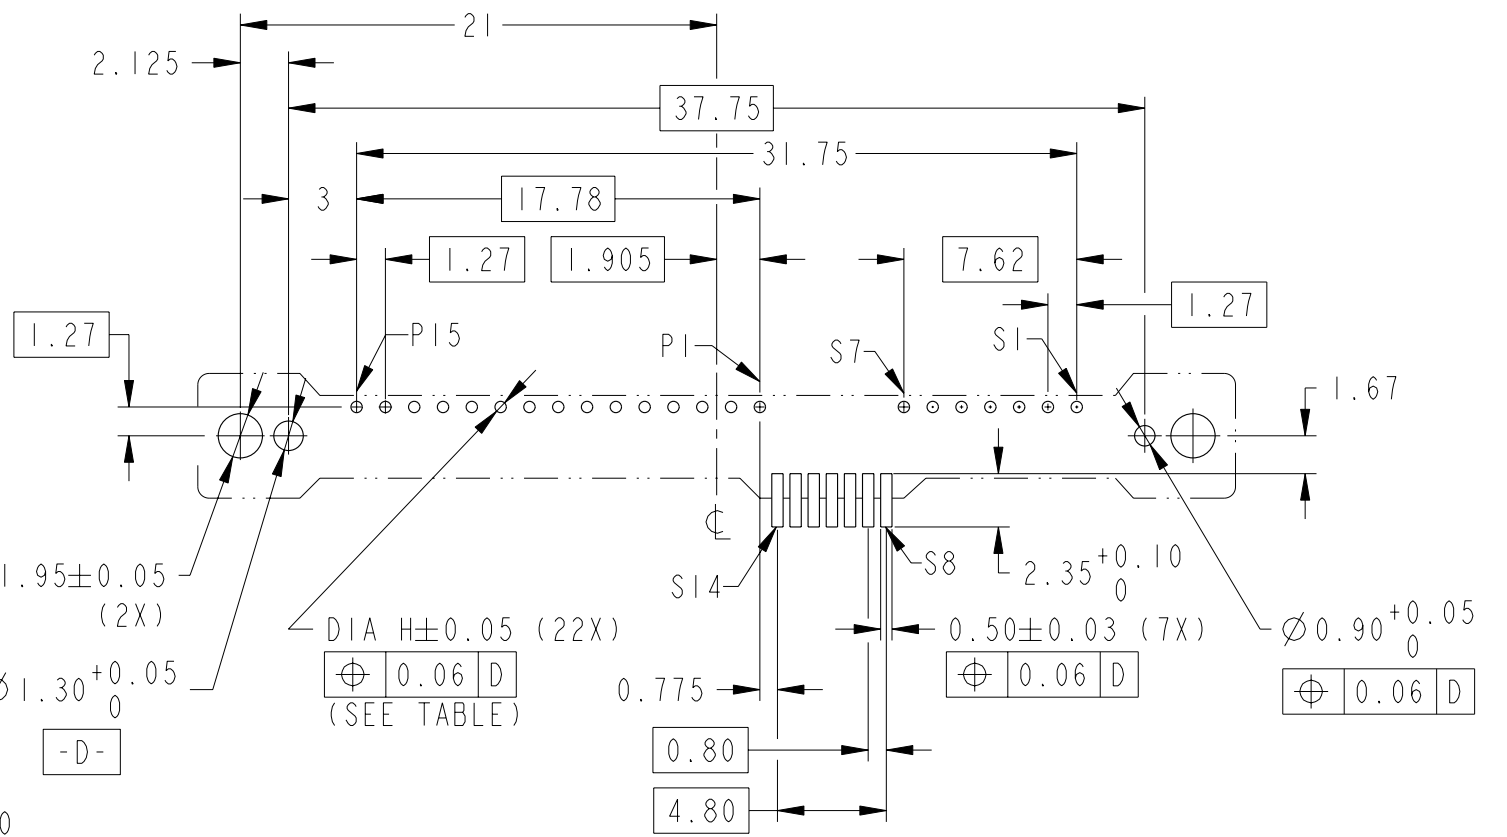 21
2.125
37.75
31.75
3
17.78
1.27
1.905
7.62
1.27
1.27
P15
P1
S7
S1
1.67
℄
S14
S8
2.35 +0.10 0
1.95±0.05
(2X)
DIA H±0.05 (22X)
⌖ 0.06 D
(SEE TABLE)
0.50±0.03 (7X)
⌖ 0.06 D
Ø0.90 +0.05 0
⌖ 0.06 D
Ø1.30 +0.05 0
-D-
0.775
0.80
4.80
0